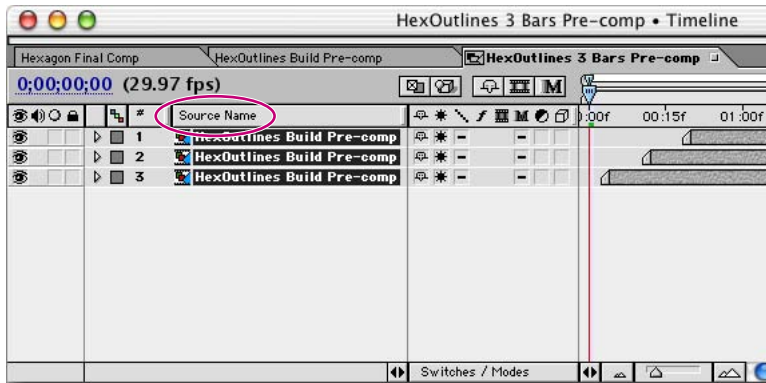 HexOutlines 3 Bars Pre-comp • Timeline
Hexagon Final Comp HexOutlines Build Pre-comp HexOutlines 3 Bars Pre-comp
0;00;00;00 (29.97 fps) M
# Source Name M :00f 00:15f 01:00f
1 HexOutlines Build Pre-comp
2 HexOutlines Build Pre-comp
3 HexOutlines Build Pre-comp
Switches / Modes